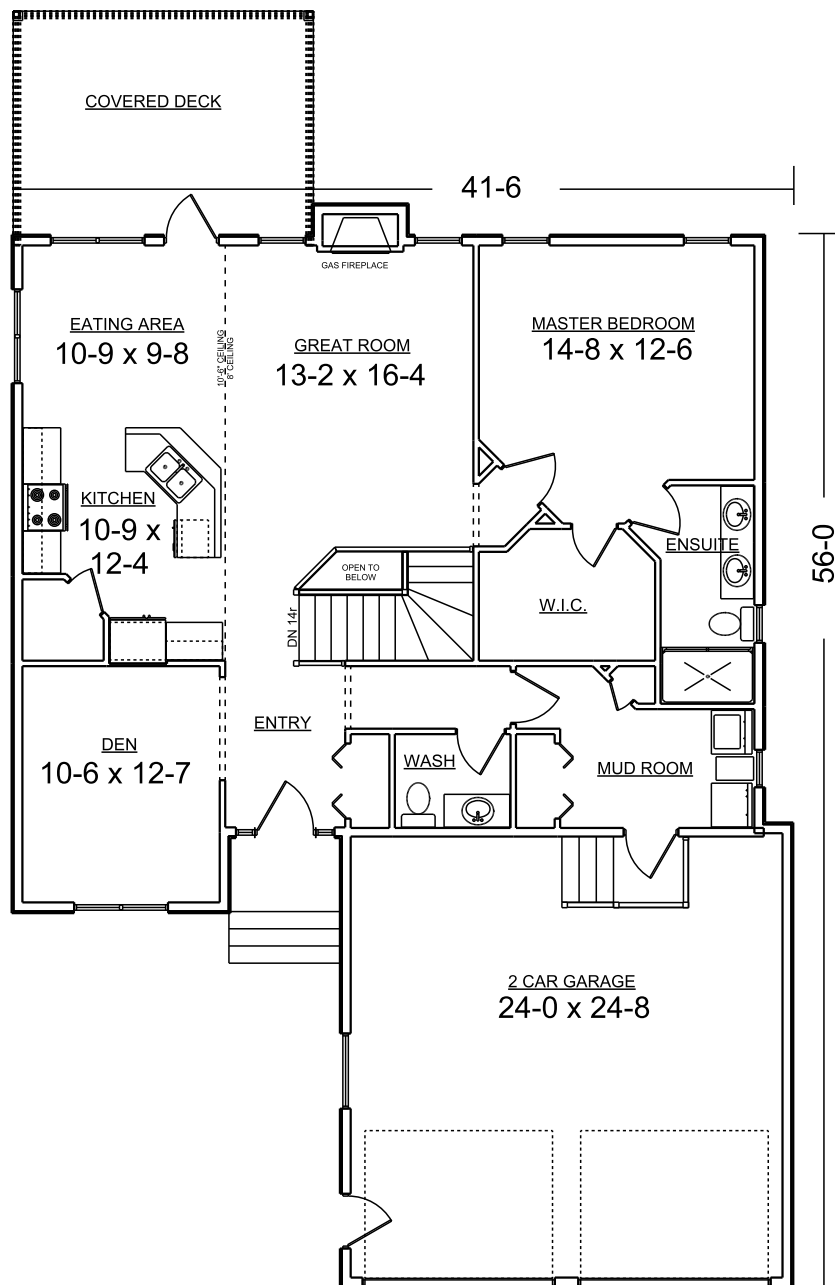 COVERED DECK
41-6
GAS FIREPLACE
EATING AREA
10-9 x 9-8
10'-6" CEILING
8' CEILING
GREAT ROOM
13-2 x 16-4
MASTER BEDROOM
14-8 x 12-6
KITCHEN
10-9 x
12-4
ENSUITE
56-0
OPEN TO
BELOW
W.I.C.
DN 14r
ENTRY
DEN
10-6 x 12-7
WASH
MUD ROOM
2 CAR GARAGE
24-0 x 24-8